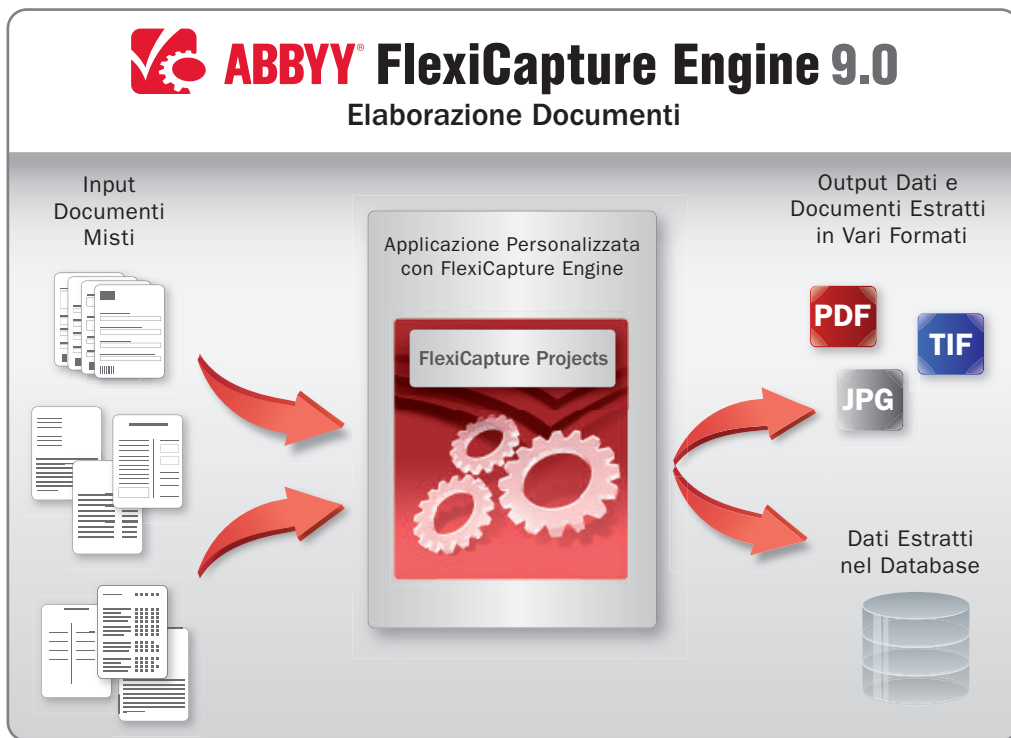 ABBYY® FlexiCapture Engine 9.0
Elaborazione Documenti
Input
Documenti
Misti
Applicazione Personalizzata
con FlexiCapture Engine
FlexiCapture Projects
Output Dati e
Documenti Estratti
in Vari Formati
PDF
TIF
JPG
Dati Estratti
nel Database